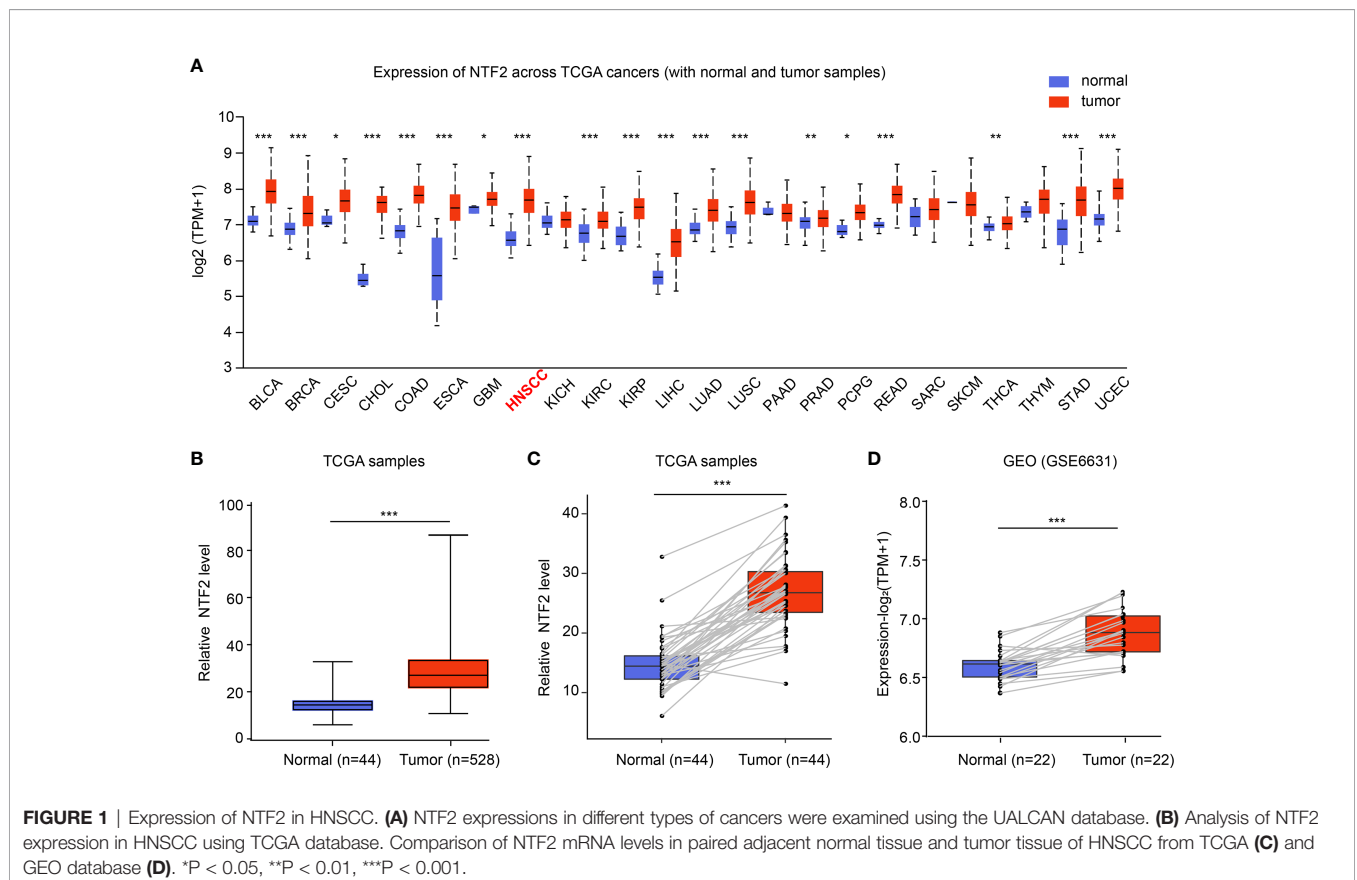 A
Expression of NTF2 across TCGA cancers (with normal and tumor samples)
normal
tumor
*** *** * *** *** *** * *** *** *** *** *** *** ** * *** ** *** ***
log2 (TPM+1)
10
9
8
7
6
5
4
3
BLCA BRCA CESC CHOL COAD ESCA GBM HNSCC KICH KIRC KIRP LIHC LUAD LUSC PAAD PRAD PCPG READ SARC SKCM THCA THYM STAD UCEC
B
TCGA samples
***
Relative NTF2 level
100
80
60
40
20
0
Normal (n=44) Tumor (n=528)
C
TCGA samples
***
Relative NTF2 level
40
30
20
10
Normal (n=44) Tumor (n=44)
D
GEO (GSE6631)
***
Expression-log₂(TPM+1)
8.0
7.5
7.0
6.5
6.0
Normal (n=22) Tumor (n=22)
FIGURE 1 | Expression of NTF2 in HNSCC. (A) NTF2 expressions in different types of cancers were examined using the UALCAN database. (B) Analysis of NTF2
expression in HNSCC using TCGA database. Comparison of NTF2 mRNA levels in paired adjacent normal tissue and tumor tissue of HNSCC from TCGA (C) and
GEO database (D). *P < 0.05, **P < 0.01, ***P < 0.001.